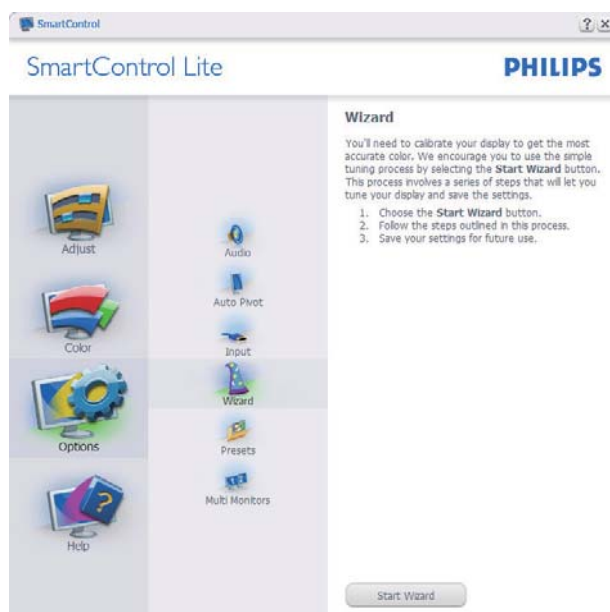 SmartControl
SmartControl Lite
PHILIPS
Adjust
Color
Options
Help
Audio
Auto Pivot
Input
Wizard
Presets
Multi Monitors
Wizard
You'll need to calibrate your display to get the most
accurate color. We encourage you to use the simple
tuning process by selecting the Start Wizard button.
This process involves a series of steps that will let you
tune your display and save the settings.
1. Choose the Start Wizard button.
2. Follow the steps outlined in this process.
3. Save your settings for future use.
Start Wizard